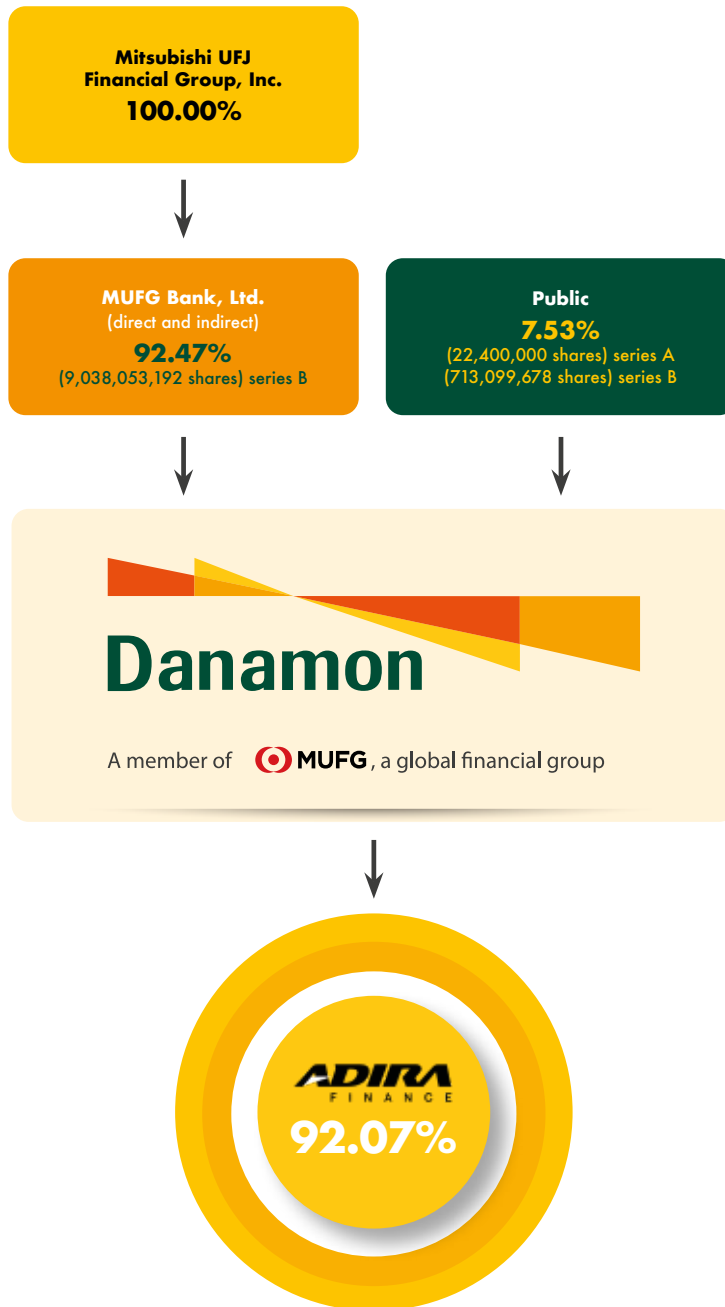 Mitsubishi UFJ
Financial Group, Inc.
100.00%
MUFG Bank, Ltd.
(direct and indirect)
92.47%
(9,038,053,192 shares) series B
Public
7.53%
(22,400,000 shares) series A
(713,099,678 shares) series B
Danamon
A member of MUFG, a global financial group
ADIRA
FINANCE
92.07%